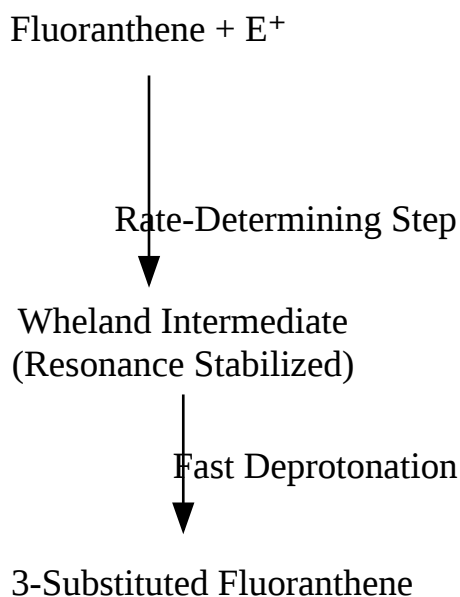 Fluoranthene + E⁺
Rate-Determining Step
Wheland Intermediate
(Resonance Stabilized)
Fast Deprotonation
3-Substituted Fluoranthene